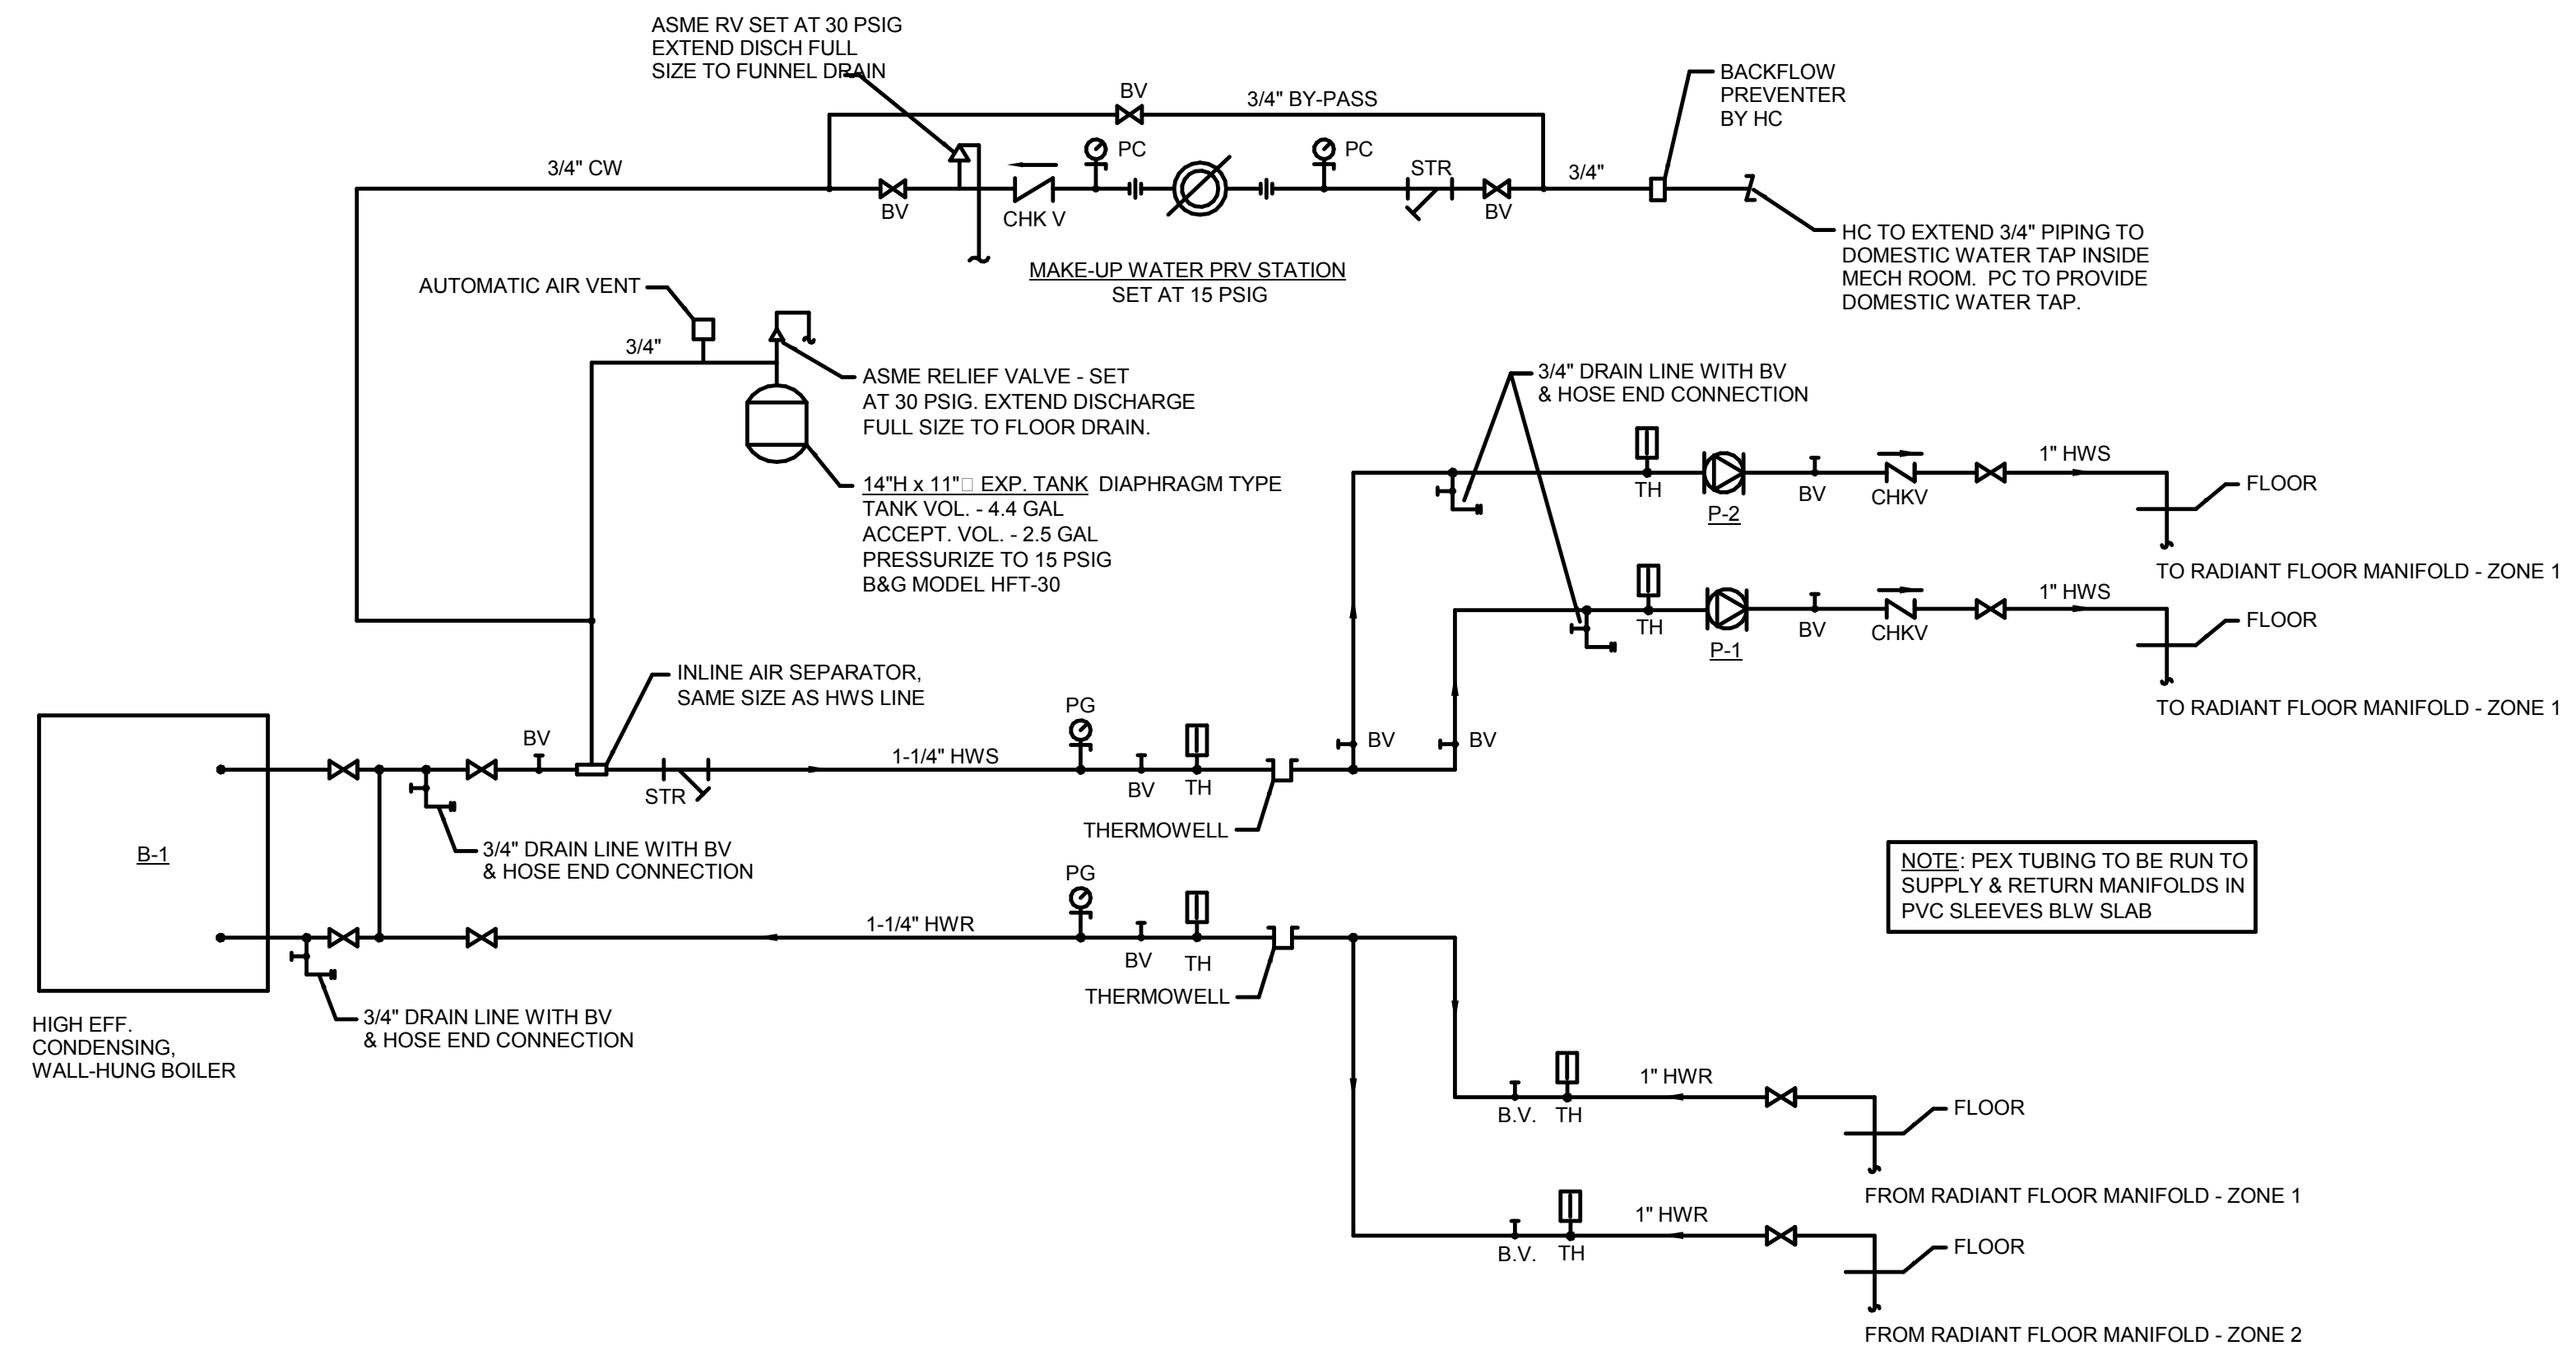 ASME RV SET AT 30 PSIG
EXTEND DISCH FULL
SIZE TO FUNNEL DRAIN
BV
3/4" BY-PASS
BACKFLOW
PREVENTER
BY HC
3/4" CW
PC
PC
STR
3/4"
BV
CHK V
BV
HC TO EXTEND 3/4" PIPING TO
DOMESTIC WATER TAP INSIDE
MECH ROOM. PC TO PROVIDE
DOMESTIC WATER TAP.
MAKE-UP WATER PRV STATION
SET AT 15 PSIG
AUTOMATIC AIR VENT
3/4"
ASME RELIEF VALVE - SET
AT 30 PSIG. EXTEND DISCHARGE
FULL SIZE TO FLOOR DRAIN.
14"H x 11"□ EXP. TANK DIAPHRAGM TYPE
TANK VOL. - 4.4 GAL
ACCEPT. VOL. - 2.5 GAL
PRESSURIZE TO 15 PSIG
B&G MODEL HFT-30
3/4" DRAIN LINE WITH BV
& HOSE END CONNECTION
TH
P-2
BV
CHKV
1" HWS
FLOOR
TO RADIANT FLOOR MANIFOLD - ZONE 1
TH
P-1
BV
CHKV
1" HWS
FLOOR
TO RADIANT FLOOR MANIFOLD - ZONE 1
INLINE AIR SEPARATOR,
SAME SIZE AS HWS LINE
BV
STR
1-1/4" HWS
PG
BV
TH
BV
BV
THERMOWELL
B-1
3/4" DRAIN LINE WITH BV
& HOSE END CONNECTION
NOTE: PEX TUBING TO BE RUN TO
SUPPLY & RETURN MANIFOLDS IN
PVC SLEEVES BLW SLAB
1-1/4" HWR
PG
BV
TH
THERMOWELL
3/4" DRAIN LINE WITH BV
& HOSE END CONNECTION
HIGH EFF.
CONDENSING,
WALL-HUNG BOILER
B.V.
TH
1" HWR
FLOOR
FROM RADIANT FLOOR MANIFOLD - ZONE 1
B.V.
TH
1" HWR
FLOOR
FROM RADIANT FLOOR MANIFOLD - ZONE 2